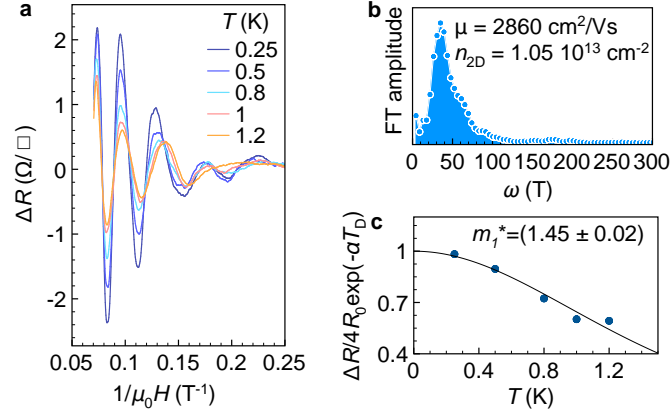 a
T (K)
0.25
0.5
0.8
1
1.2
2
1
0
-1
-2
ΔR (Ω/□)
0.05
0.10
0.15
0.20
0.25
1/μ₀H (T⁻¹)
b
μ = 2860 cm²/Vs
n₂D = 1.05 10¹³ cm⁻²
FT amplitude
0
50
100
150
200
250
300
ω (T)
c
m₁*=(1.45 ± 0.02)
1
0.7
0.4
ΔR/4R₀exp(-αT_D)
0
0.4
0.8
1.2
T (K)